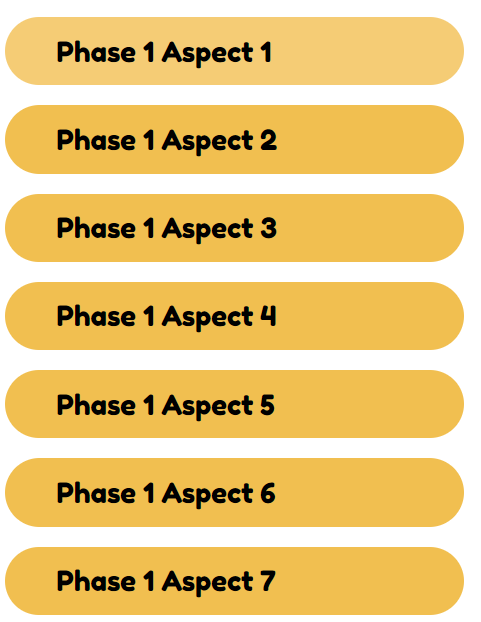 Phase 1 Aspect 1
Phase 1 Aspect 2
Phase 1 Aspect 3
Phase 1 Aspect 4
Phase 1 Aspect 5
Phase 1 Aspect 6
Phase 1 Aspect 7